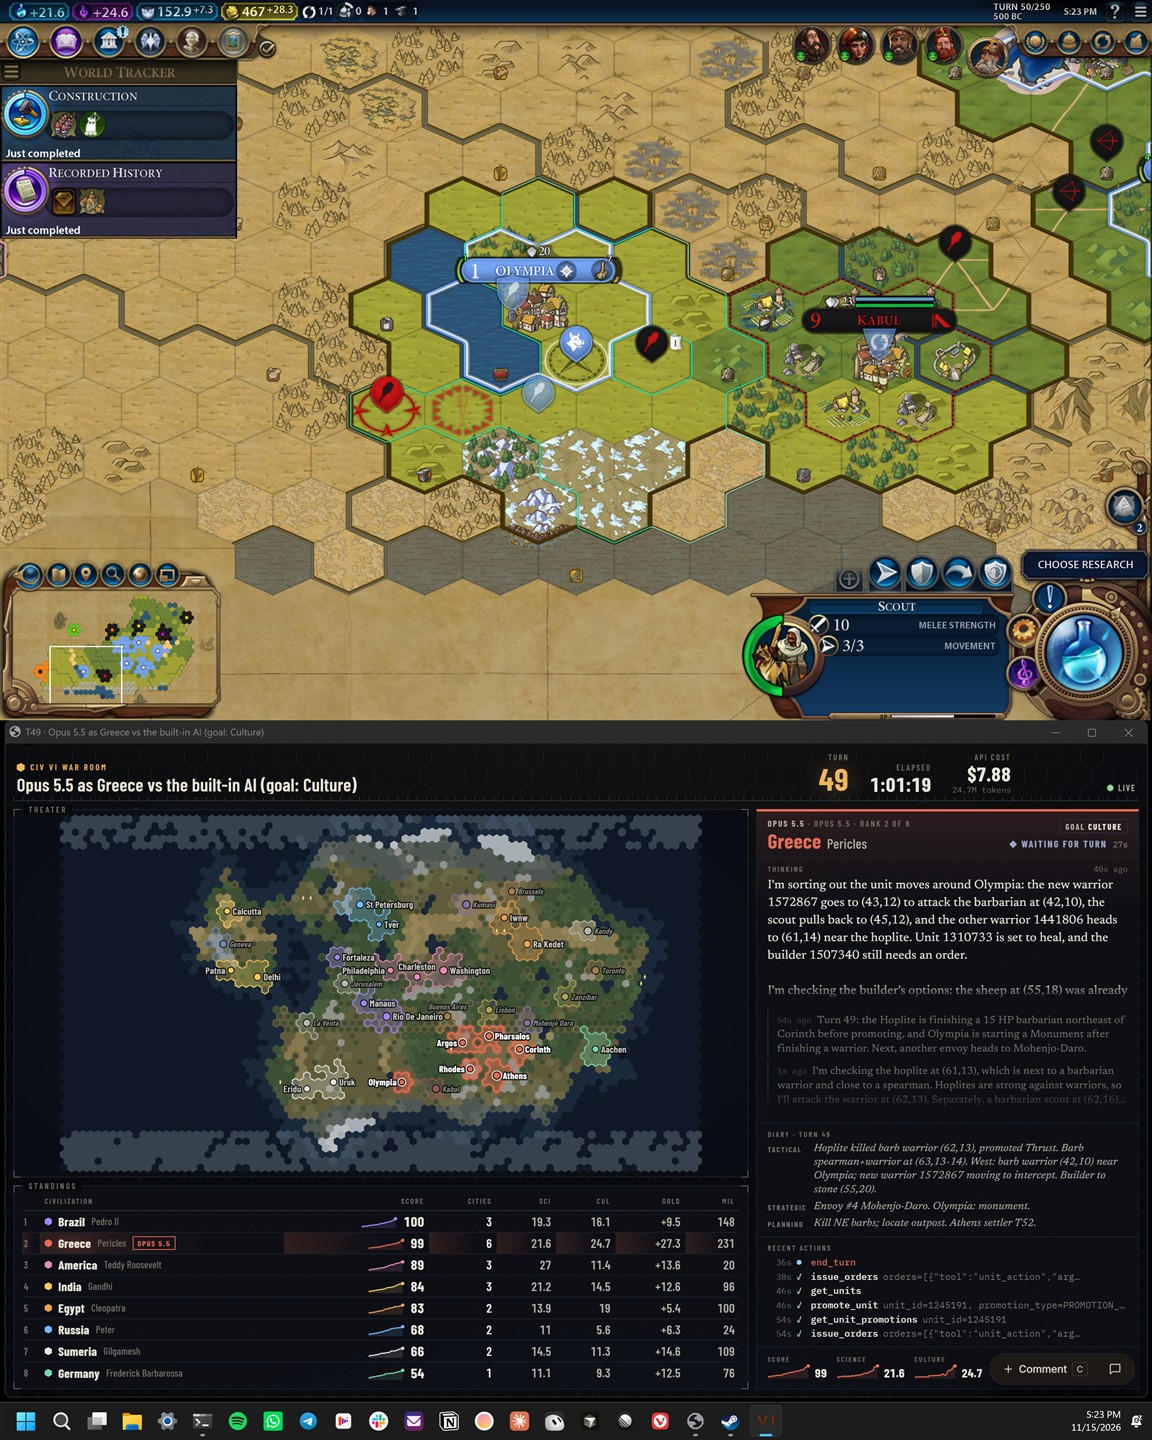 +21.6 +24.6 152.9+7.3 467+28.3 1/1 0 1 1
TURN 50/250
500 BC
5:23 PM
?
WORLD TRACKER
CONSTRUCTION
Just completed
RECORDED HISTORY
Just completed
20
1 OLYMPIA
23
9 KABUL
1
2
CHOOSE RESEARCH
SCOUT
10 MELEE STRENGTH
3/3 MOVEMENT
T49 · Opus 5.5 as Greece vs the built-in AI (goal: Culture)
CIV VI WAR ROOM
Opus 5.5 as Greece vs the built-in AI (goal: Culture)
TURN
49
ELAPSED
1:01:19
API COST
$7.88
24.7M tokens
LIVE
THEATER
Brussels
Calcutta
St Petersburg
Kumasi
Iwnw
Tver
Kandy
Geneva
Ra Kedet
Fortaleza
Patna
Delhi
Philadelphia
Charleston
Washington
Toronto
Jerusalem
Manaus
Buenos Aires
Lisbon
Zanzibar
La Venta
Rio De Janeiro
Mohenjo Daro
Argos
Pharsalos
Corinth
Aachen
Rhodes
Athens
Eridu
Uruk
Olympia
Kabul
OPUS 5.5 · OPUS 5.5 · RANK 2 OF 8
GOAL CULTURE
Greece Pericles
WAITING FOR TURN 27s
THINKING
40s ago
I'm sorting out the unit moves around Olympia: the new warrior
1572867 goes to (43,12) to attack the barbarian at (42,10), the
scout pulls back to (45,12), and the other warrior 1441806 heads
to (61,14) near the hoplite. Unit 1310733 is set to heal, and the
builder 1507340 still needs an order.
I'm checking the builder's options: the sheep at (55,18) was already
54s ago Turn 49: the Hoplite is finishing a 15 HP barbarian northeast of
Corinth before promoting, and Olympia is starting a Monument after
finishing a warrior. Next, another envoy heads to Mohenjo-Daro.
1m ago I'm checking the hoplite at (61,13), which is next to a barbarian
warrior and close to a spearman. Hoplites are strong against warriors, so
I'll attack the warrior at (62,13). Separately, a barbarian scout at (62,16)...
DIARY · TURN 49
TACTICAL Hoplite killed barb warrior (62,13), promoted Thrust. Barb
spearman+warrior at (63,13-14). West: barb warrior (42,10) near
Olympia; new warrior 1572867 moving to intercept. Builder to
stone (55,20).
STRATEGIC Envoy #4 Mohenjo-Daro. Olympia: monument.
PLANNING Kill NE barbs; locate outpost. Athens settler T52.
RECENT ACTIONS
36s end_turn
38s ✓ issue_orders orders=[{"tool":"unit_action","arg…
46s ✓ get_units
46s ✓ promote_unit unit_id=1245191, promotion_type=PROMOTION_…
54s ✓ get_unit_promotions unit_id=1245191
54s ✓ issue_orders orders=[{"tool":"unit_action","arg…
SCORE 99
SCIENCE 21.6
CULTURE 24.7
+ Comment C
STANDINGS
CIVILIZATION SCORE CITIES SCI CUL GOLD MIL
1 Brazil Pedro II 100 3 19.3 16.1 +9.5 148
2 Greece Pericles OPUS 5.5 99 6 21.6 24.7 +27.3 231
3 America Teddy Roosevelt 89 3 27 11.4 +13.6 20
4 India Gandhi 84 3 21.2 14.5 +12.6 96
5 Egypt Cleopatra 83 2 13.9 19 +5.4 100
6 Russia Peter 68 2 11 5.6 +6.3 24
7 Sumeria Gilgamesh 66 2 14.5 11.3 +14.6 109
8 Germany Frederick Barbarossa 54 1 11.1 9.3 +12.5 76
5:23 PM
11/15/2026